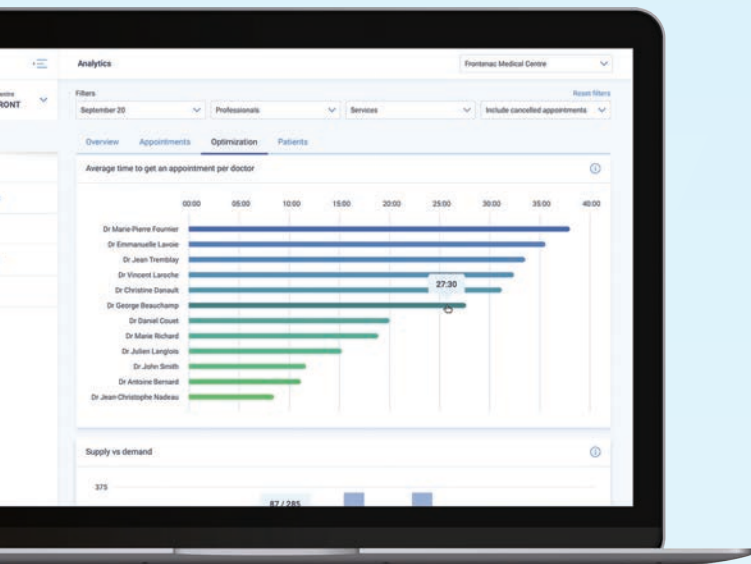 Analytics
Frontenac Medical Centre
RONT
Filters
Reset filters
September 20
Professionals
Services
Include cancelled appointments
Overview
Appointments
Optimization
Patients
Average time to get an appointment per doctor
00:00 05:00 10:00 15:00 20:00 25:00 30:00 35:00 40:00
Dr Marie-Pierre Fournier
Dr Emmanuelle Lavoie
Dr Jean Tremblay
Dr Vincent Laroche
Dr Christine Danault
27:30
Dr George Beauchamp
Dr Daniel Couet
Dr Marie Richard
Dr Julien Langlois
Dr John Smith
Dr Antoine Bernard
Dr Jean-Christophe Nadeau
Supply vs demand
375
87 / 285